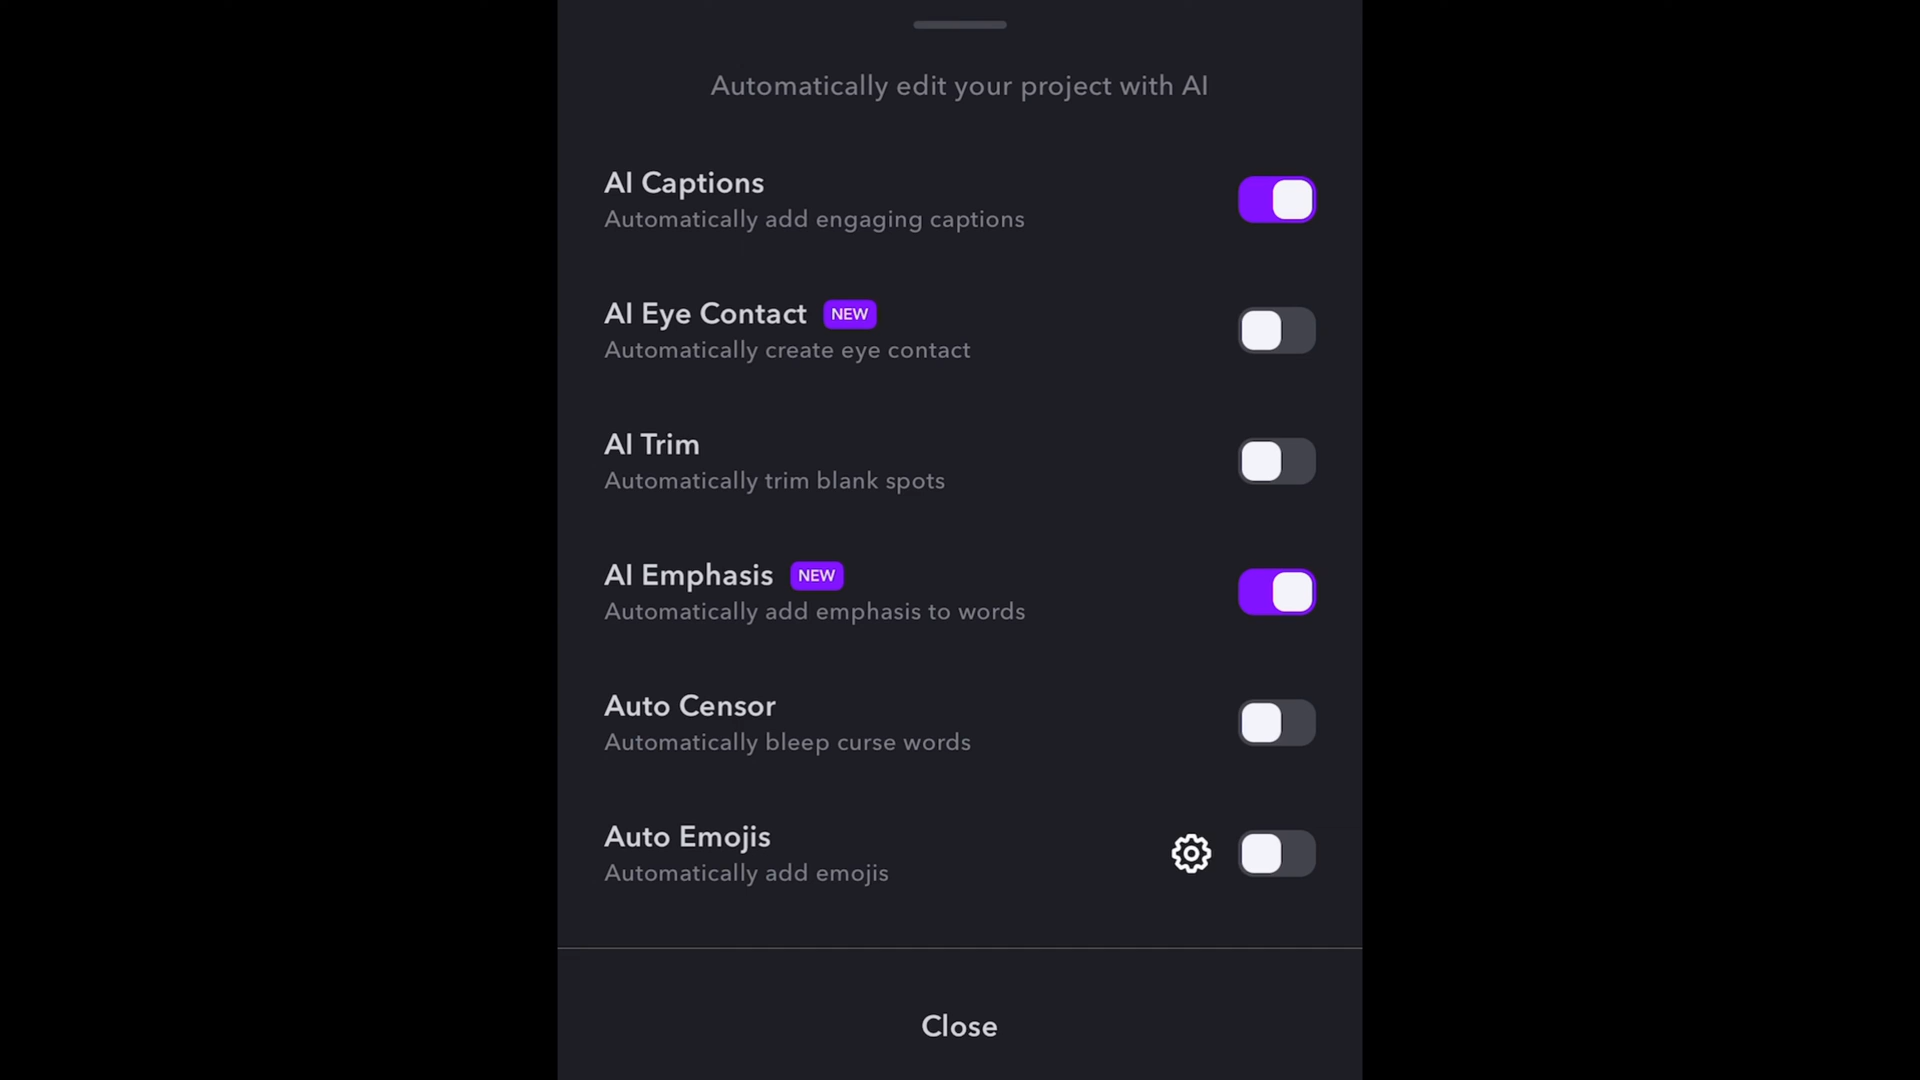 Automatically edit your project with AI
AI Captions
Automatically add engaging captions
AI Eye Contact NEW
Automatically create eye contact
AI Trim
Automatically trim blank spots
AI Emphasis NEW
Automatically add emphasis to words
Auto Censor
Automatically bleep curse words
Auto Emojis
Automatically add emojis
Close